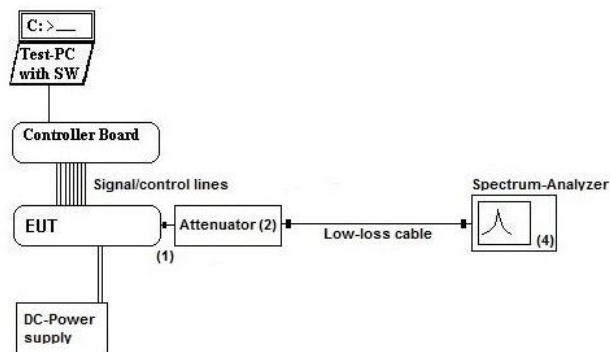 C: >__
Test-PC
with SW
Controller Board
Signal/control lines
Spectrum-Analyzer
EUT
Attenuator (2)
Low-loss cable
(4)
(1)
DC-Power
supply